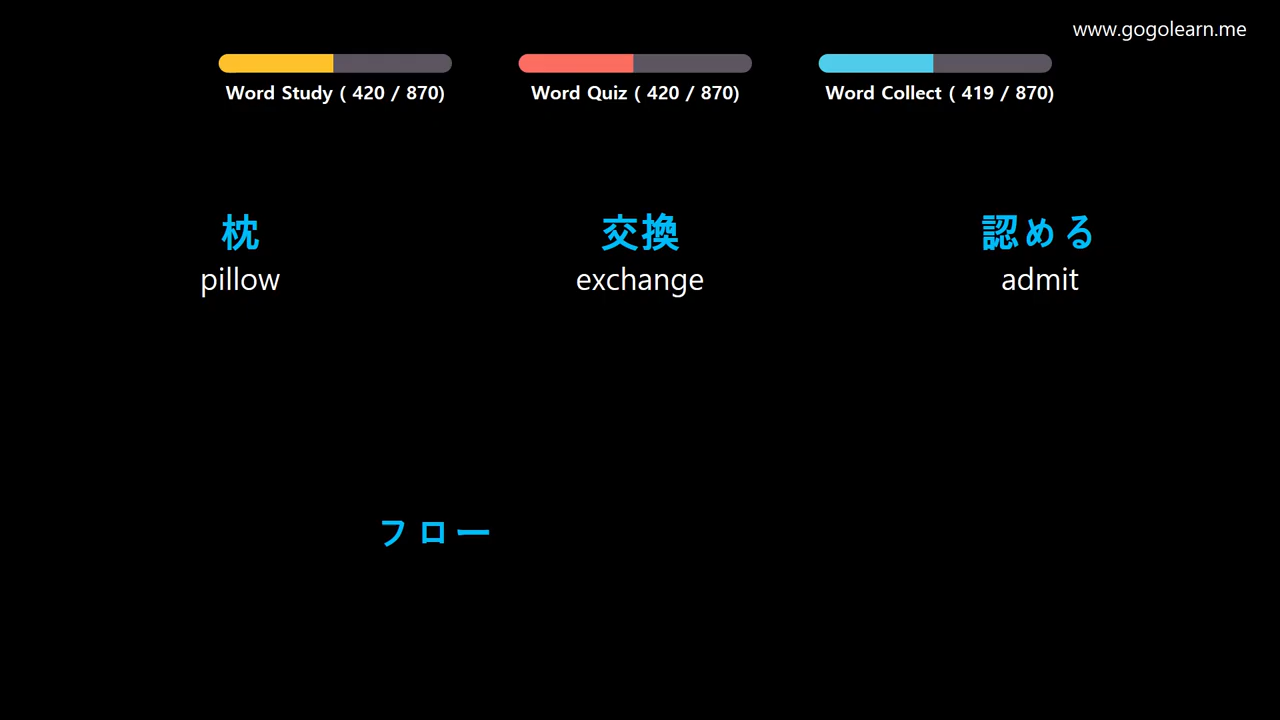 www.gogolearn.me
Word Study ( 420 / 870)
Word Quiz ( 420 / 870)
Word Collect ( 419 / 870)
枕
pillow
交換
exchange
認める
admit
フロー